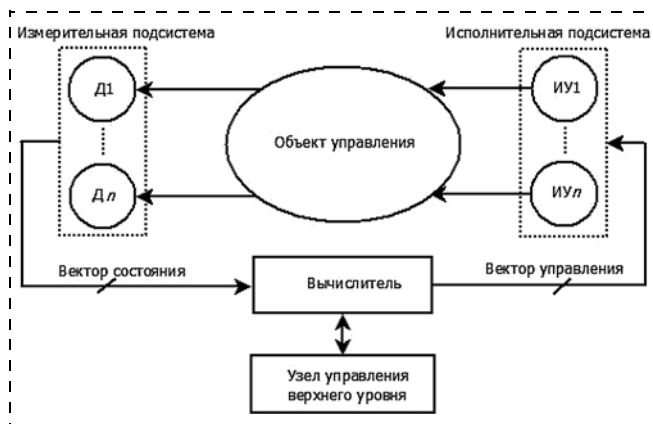 Измерительная подсистема
Исполнительная подсистема
Д1
ИУ1
Объект управления
Дn
ИУn
Вектор состояния
Вектор управления
Вычислитель
Узел управления
верхнего уровня